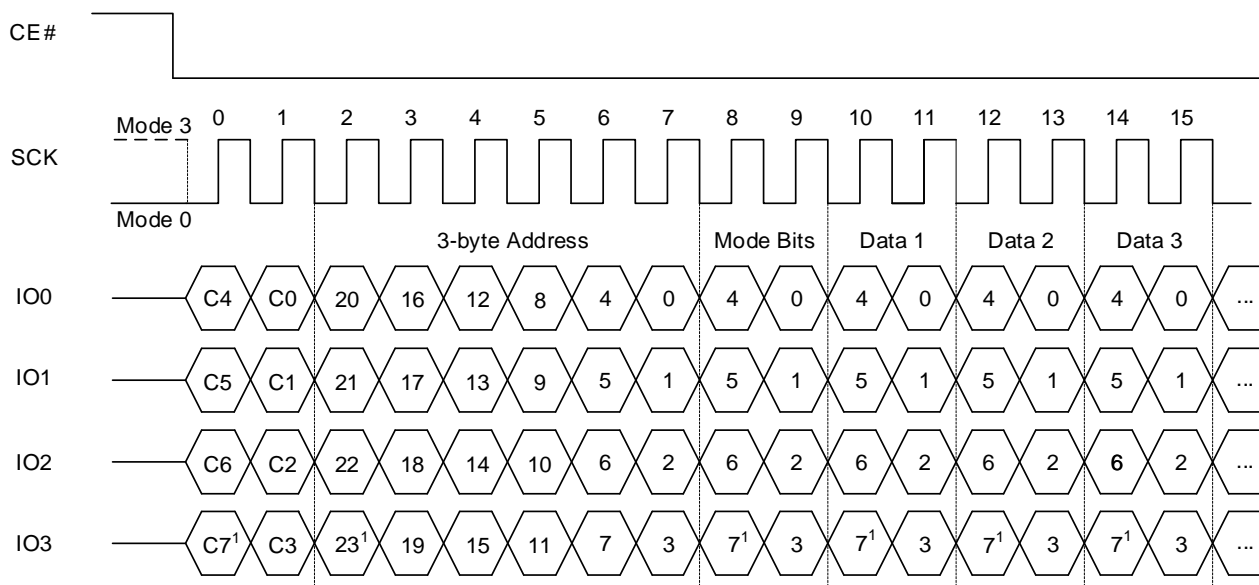 CE#
0 1 2 3 4 5 6 7 8 9 10 11 12 13 14 15
Mode 3
SCK
Mode 0
3-byte Address Mode Bits Data 1 Data 2 Data 3
IO0 C4 C0 20 16 12 8 4 0 4 0 4 0 4 0 4 0 ...
IO1 C5 C1 21 17 13 9 5 1 5 1 5 1 5 1 5 1 ...
IO2 C6 C2 22 18 14 10 6 2 6 2 6 2 6 2 6 2 ...
IO3 C7¹ C3 23¹ 19 15 11 7 3 7¹ 3 7¹ 3 7¹ 3 7¹ 3 ...